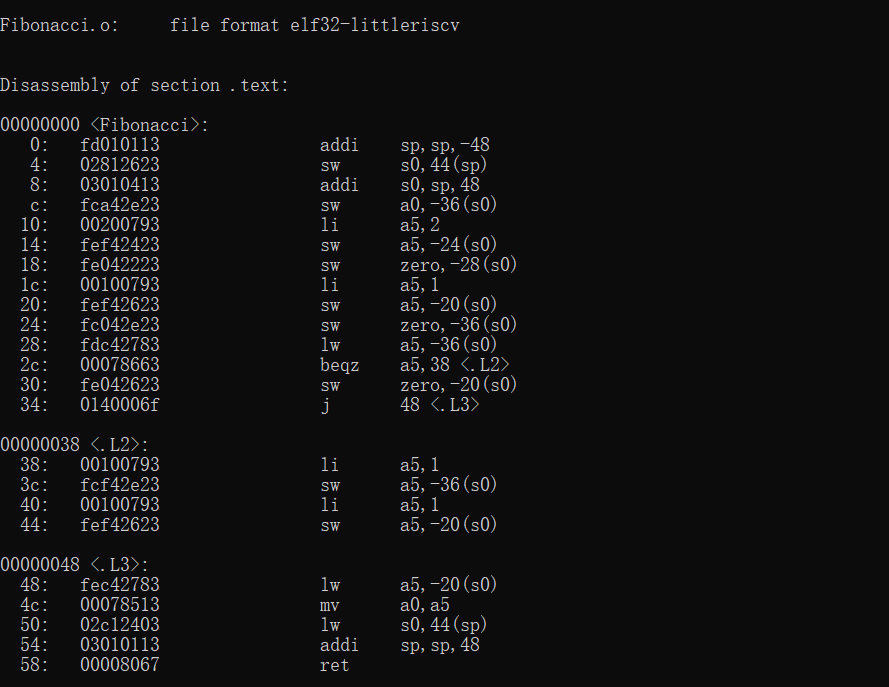 Fibonacci.o:     file format elf32-littleriscv
Disassembly of section .text:
00000000 <Fibonacci>:
   0:   fd010113                addi    sp,sp,-48
   4:   02812623                sw      s0,44(sp)
   8:   03010413                addi    s0,sp,48
   c:   fca42e23                sw      a0,-36(s0)
  10:   00200793                li      a5,2
  14:   fef42423                sw      a5,-24(s0)
  18:   fe042223                sw      zero,-28(s0)
  1c:   00100793                li      a5,1
  20:   fef42623                sw      a5,-20(s0)
  24:   fc042e23                sw      zero,-36(s0)
  28:   fdc42783                lw      a5,-36(s0)
  2c:   00078663                beqz    a5,38 <.L2>
  30:   fe042623                sw      zero,-20(s0)
  34:   0140006f                j       48 <.L3>
00000038 <.L2>:
  38:   00100793                li      a5,1
  3c:   fcf42e23                sw      a5,-36(s0)
  40:   00100793                li      a5,1
  44:   fef42623                sw      a5,-20(s0)
00000048 <.L3>:
  48:   fec42783                lw      a5,-20(s0)
  4c:   00078513                mv      a0,a5
  50:   02c12403                lw      s0,44(sp)
  54:   03010113                addi    sp,sp,48
  58:   00008067                ret